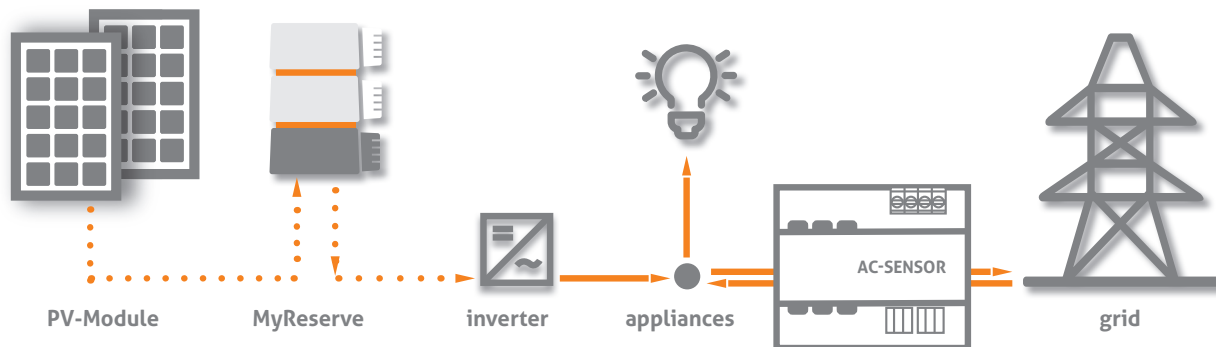 AC-SENSOR
PV-Module
MyReserve
inverter
appliances
grid